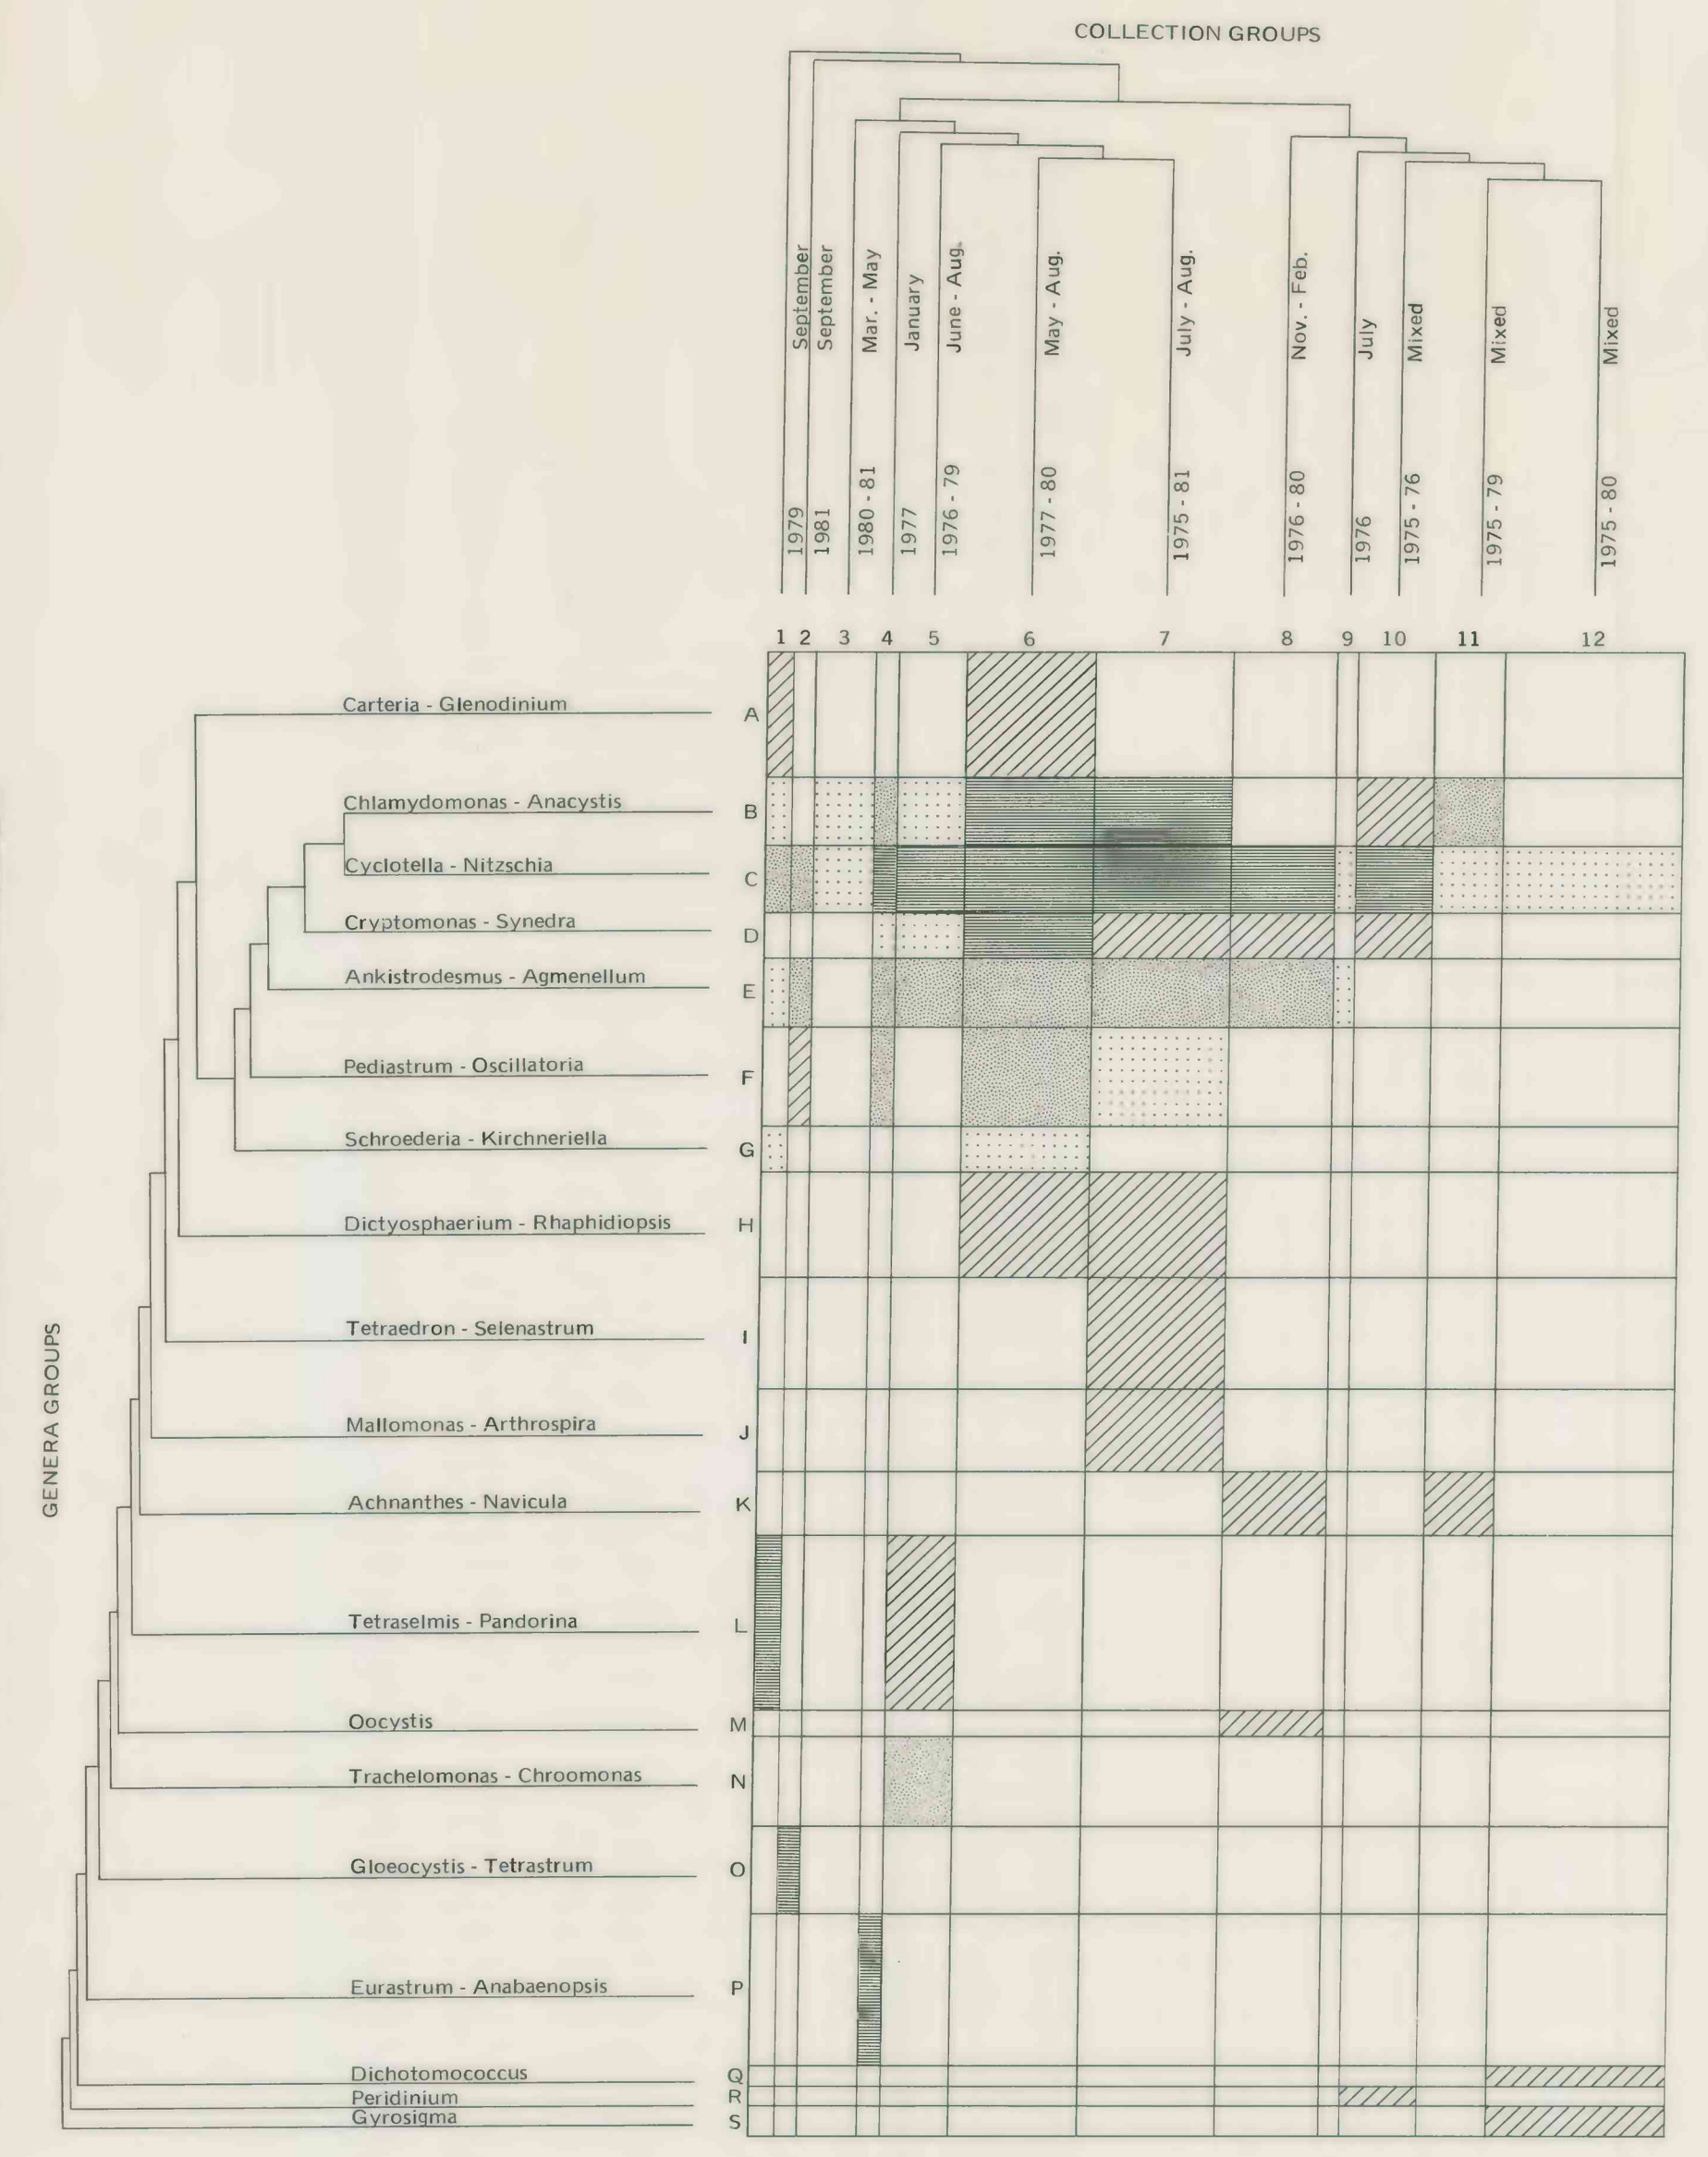 COLLECTION GROUPS
September
September
Mar. - May
January
June - Aug.
May - Aug.
July - Aug.
Nov. - Feb.
July
Mixed
Mixed
Mixed
1979
1981
1980 - 81
1977
1976 - 79
1977 - 80
1975 - 81
1976 - 80
1976
1975 - 76
1975 - 79
1975 - 80
1 2 3 4 5 6 7 8 9 10 11 12
GENERA GROUPS
Carteria - Glenodinium A
Chlamydomonas - Anacystis B
Cyclotella - Nitzschia C
Cryptomonas - Synedra D
Ankistrodesmus - Agmenellum E
Pediastrum - Oscillatoria F
Schroederia - Kirchneriella G
Dictyosphaerium - Rhaphidiopsis H
Tetraedron - Selenastrum I
Mallomonas - Arthrospira J
Achnanthes - Navicula K
Tetraselmis - Pandorina L
Oocystis M
Trachelomonas - Chroomonas N
Gloeocystis - Tetrastrum O
Eurastrum - Anabaenopsis P
Dichotomococcus Q
Peridinium R
Gyrosigma S